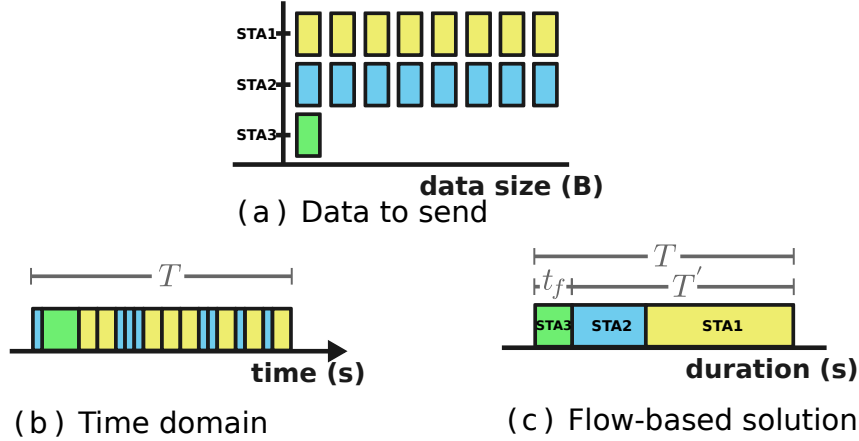 STA1
STA2
STA3
data size (B)
(a) Data to send
T
time (s)
(b) Time domain
T
t_f T′
STA3 STA2 STA1
duration (s)
(c) Flow-based solution